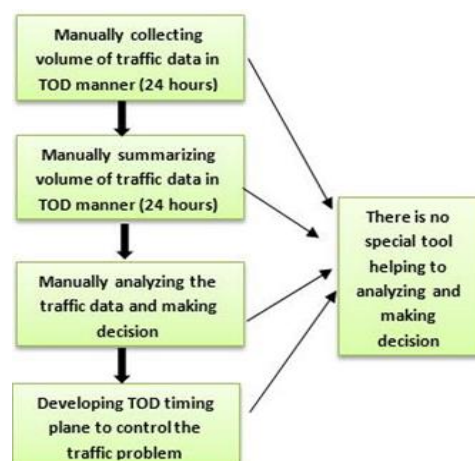 Manually collecting
volume of traffic data in
TOD manner (24 hours)
Manually summarizing
volume of traffic data in
TOD manner (24 hours)
Manually analyzing the
traffic data and making
decision
Developing TOD timing
plane to control the
traffic problem
There is no
special tool
helping to
analyzing and
making
decision